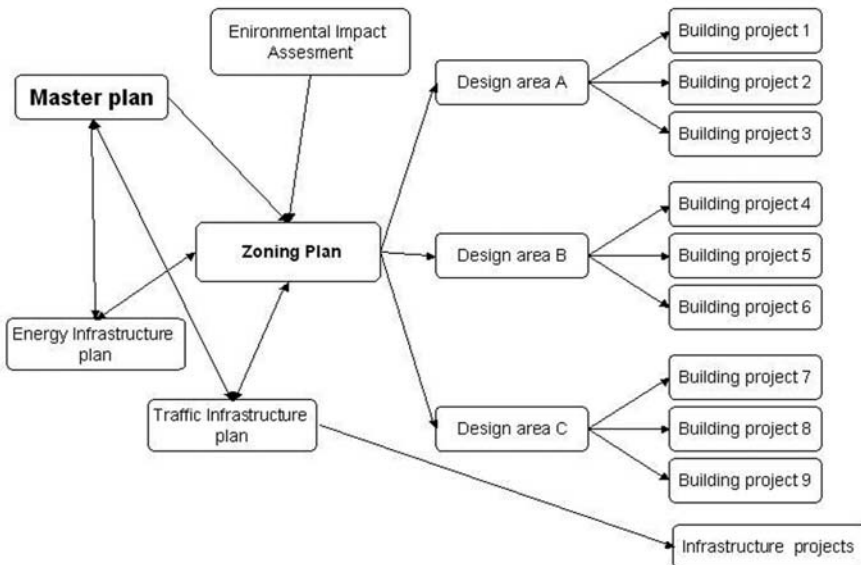 Enironmental Impact
Assesment
Master plan
Zoning Plan
Energy Infrastructure
plan
Traffic Infrastructure
plan
Design area A
Design area B
Design area C
Building project 1
Building project 2
Building project 3
Building project 4
Building project 5
Building project 6
Building project 7
Building project 8
Building project 9
Infrastructure projects